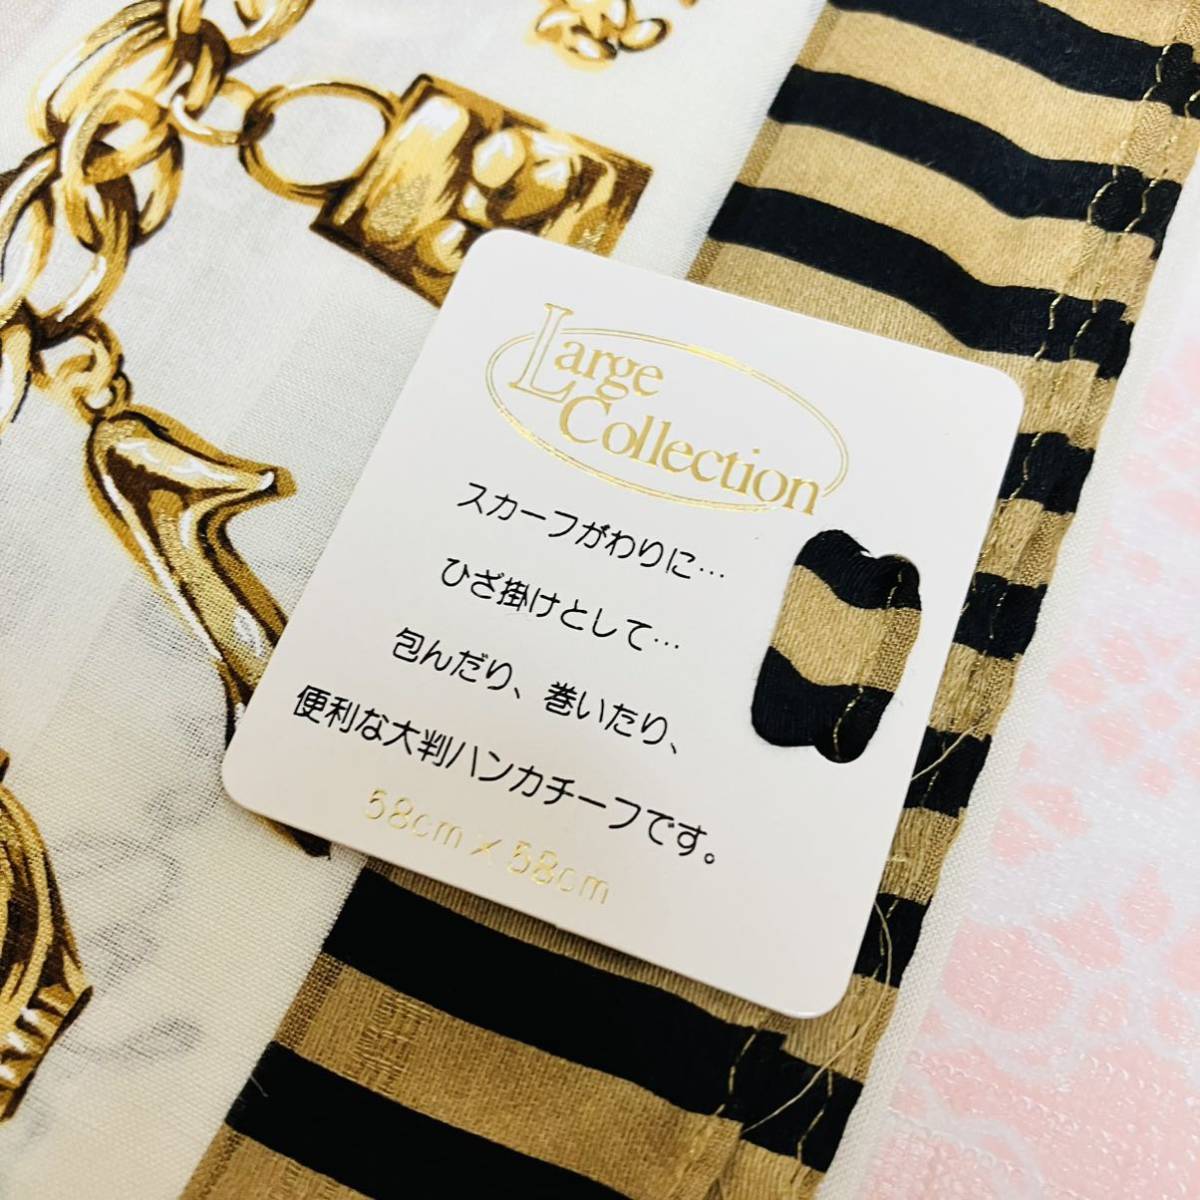 Large
Collection
スカーフがわりに…
ひざ掛けとして…
包んだり、巻いたり、
便利な大判ハンカチーフです。
58cm×58cm